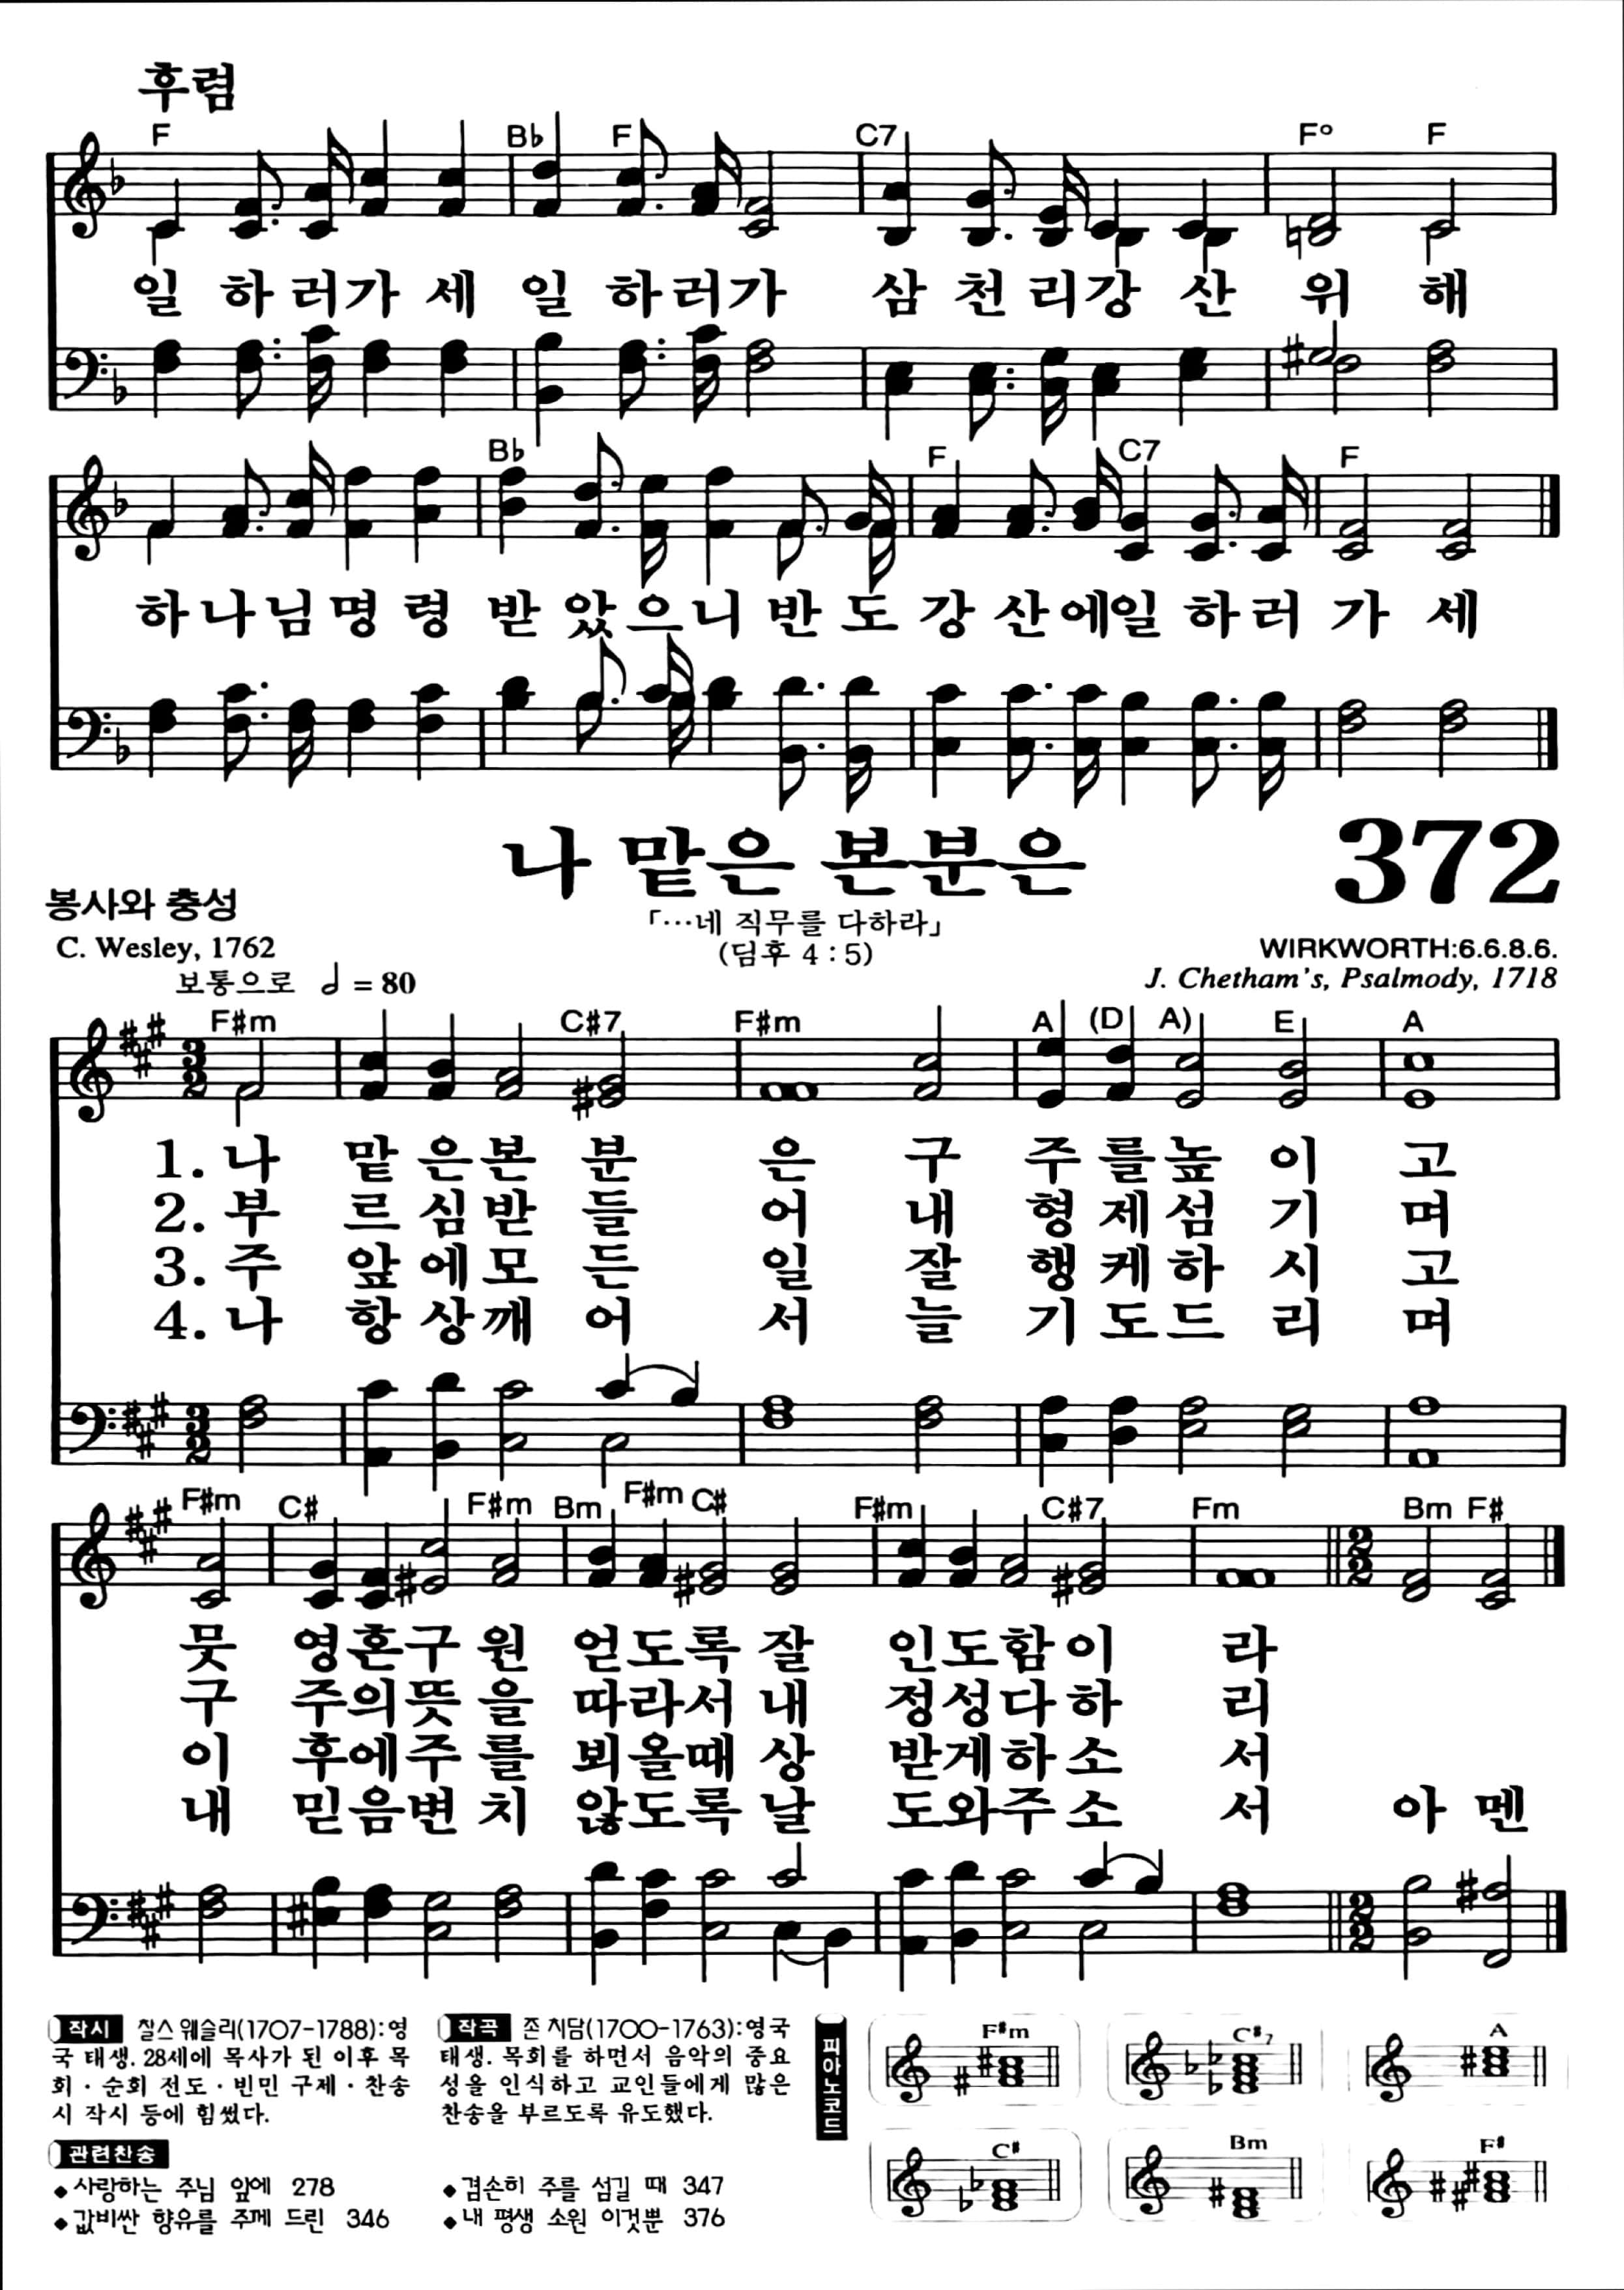 후렴
F B♭ F C7 F° F
일 하 러 가 세 일 하 러 가 삼 천 리 강 산 위 해
B♭ F C7 F
하 나 님 명 령 받 았 으 니 반 도 강 산 에 일 하 러 가 세
나 맡은 본분은 372
봉사와 충성
「…네 직무를 다하라」
C. Wesley, 1762
(딤후 4 : 5)
WIRKWORTH:6.6.8.6.
보통으로 𝅗𝅥 = 80
J. Chetham's, Psalmody, 1718
F#m C#7 F#m A (D A) E A
1. 나 맡 은 본 분 은 구 주 를 높 이 고
2. 부 르 심 받 들 어 내 형 제 섬 기 며
3. 주 앞 에 모 든 일 잘 행 케 하 시 고
4. 나 항 상 깨 어 서 늘 기 도 드 리 며
F#m C# F#m Bm F#m C# F#m C#7 Fm Bm F#
뭇 영 혼 구 원 얻 도 록 잘 인 도 함 이 라
구 주 의 뜻 을 따 라 서 내 정 성 다 하 리
이 후 에 주 를 뵈 올 때 상 받 게 하 소 서
내 믿 음 변 치 않 도 록 날 도 와 주 소 서 아 멘
작시 찰스 웨슬리(1707-1788):영
국 태생. 28세에 목사가 된 이후 목
회·순회 전도·빈민 구제·찬송
시 작시 등에 힘썼다.
작곡 존 치담(1700-1763):영국
태생. 목회를 하면서 음악의 중요
성을 인식하고 교인들에게 많은
찬송을 부르도록 유도했다.
관련찬송
◆사랑하는 주님 앞에 278
◆값비싼 향유를 주께 드린 346
◆겸손히 주를 섬길 때 347
◆내 평생 소원 이것뿐 376
피아노코드
F#m C#7 A
C# Bm F#